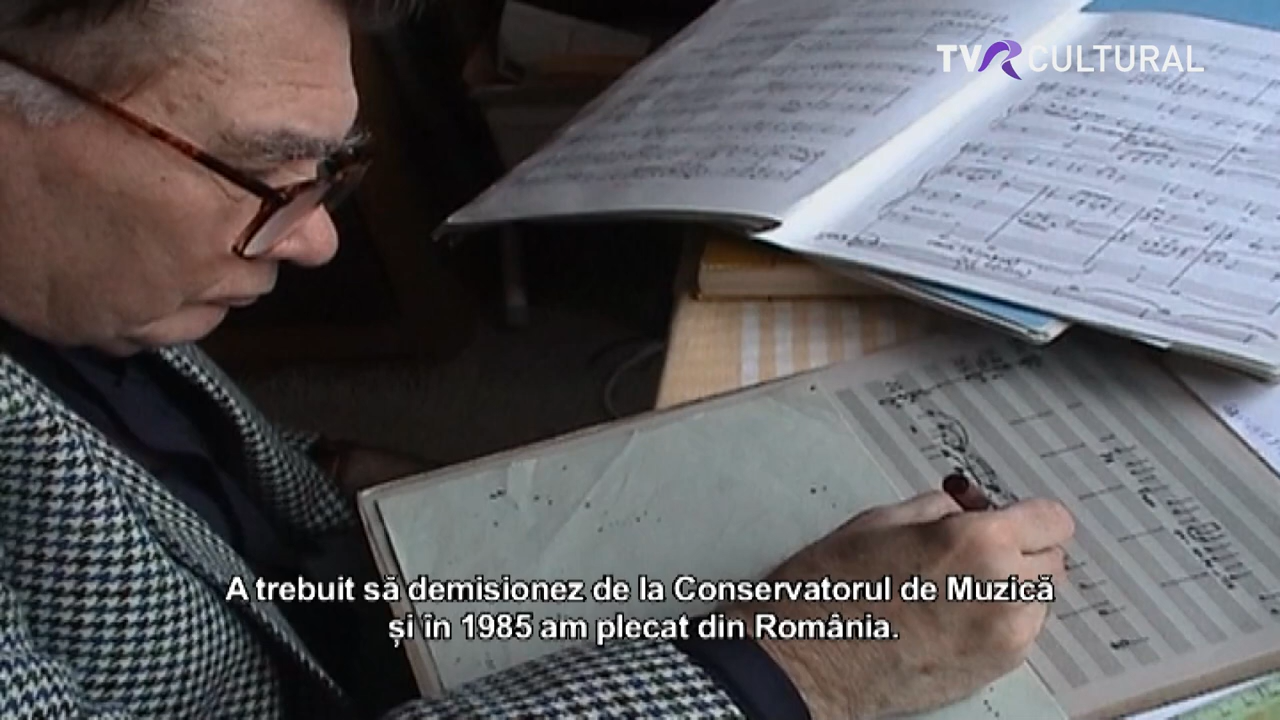 TVR CULTURAL
A trebuit să demisionez de la Conservatorul de Muzică
și în 1985 am plecat din România.